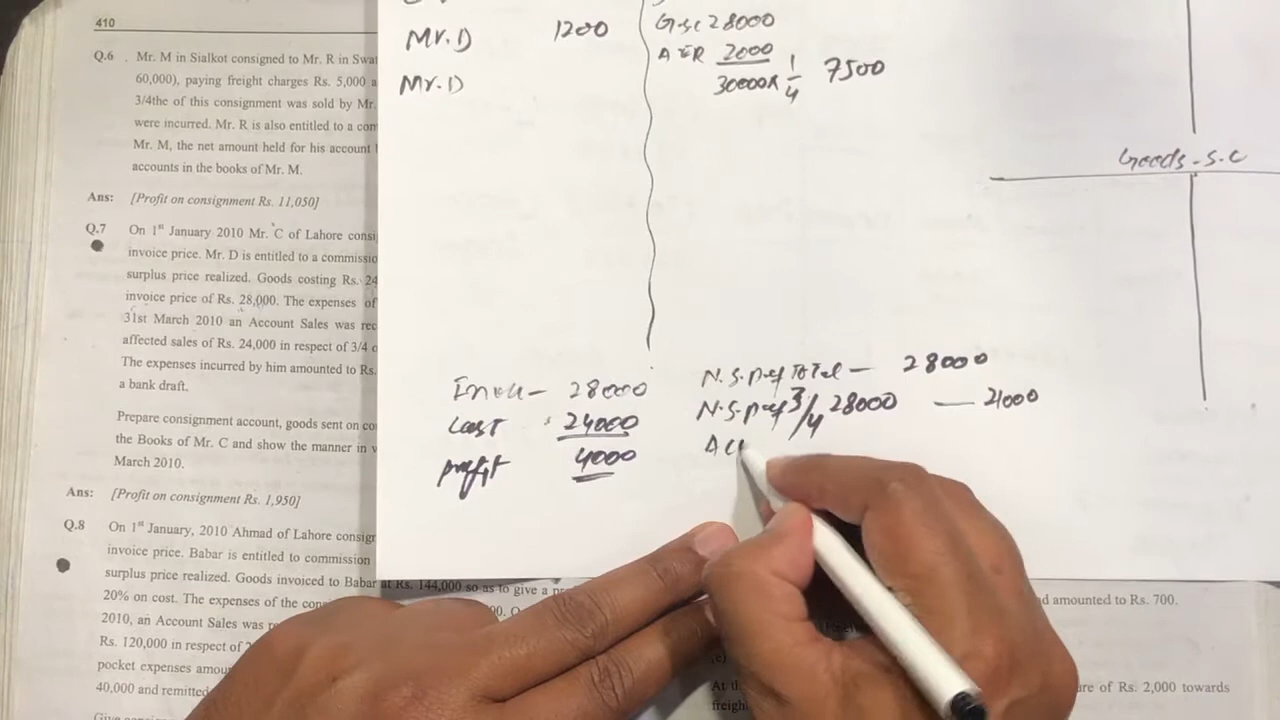 410
Q.6 Mr. M in Sialkot consigned to Mr. R in Swat
60,000), paying freight charges Rs. 5,000 a
3/4the of this consignment was sold by Mr.
were incurred. Mr. R is also entitled to a com
Mr. M, the net amount held for his account
accounts in the books of Mr. M.
Ans: [Profit on consignment Rs. 11,050]
Q.7 On 1st January 2010 Mr. C of Lahore consi
invoice price. Mr. D is entitled to a commissio
surplus price realized. Goods costing Rs. 24
invoice price of Rs. 28,000. The expenses of
31st March 2010 an Account Sales was rec
affected sales of Rs. 24,000 in respect of 3/4 o
The expenses incurred by him amounted to Rs.
a bank draft.
Prepare consignment account, goods sent on co
the Books of Mr. C and show the manner in
March 2010.
Ans: [Profit on consignment Rs. 1,950]
Q.8 On 1st January, 2010 Ahmad of Lahore consign
invoice price. Babar is entitled to commission
surplus price realized. Goods invoiced to Babar at Rs. 144,000 so as to give a
20% on cost. The expenses of the con
2010, an Account Sales was
Rs. 120,000 in respect of
pocket expenses amou
40,000 and remitted
Mr. D 1200
Mr. D
G.S.C 28000
2000
30000 x 1/4 7500
Goods - S.C
28000
Cost 24000
Profit 4000
Total - 28000
3/4 28000 — 21000
AC
d amounted to Rs. 700.
At th
freigh
re of Rs. 2,000 towards